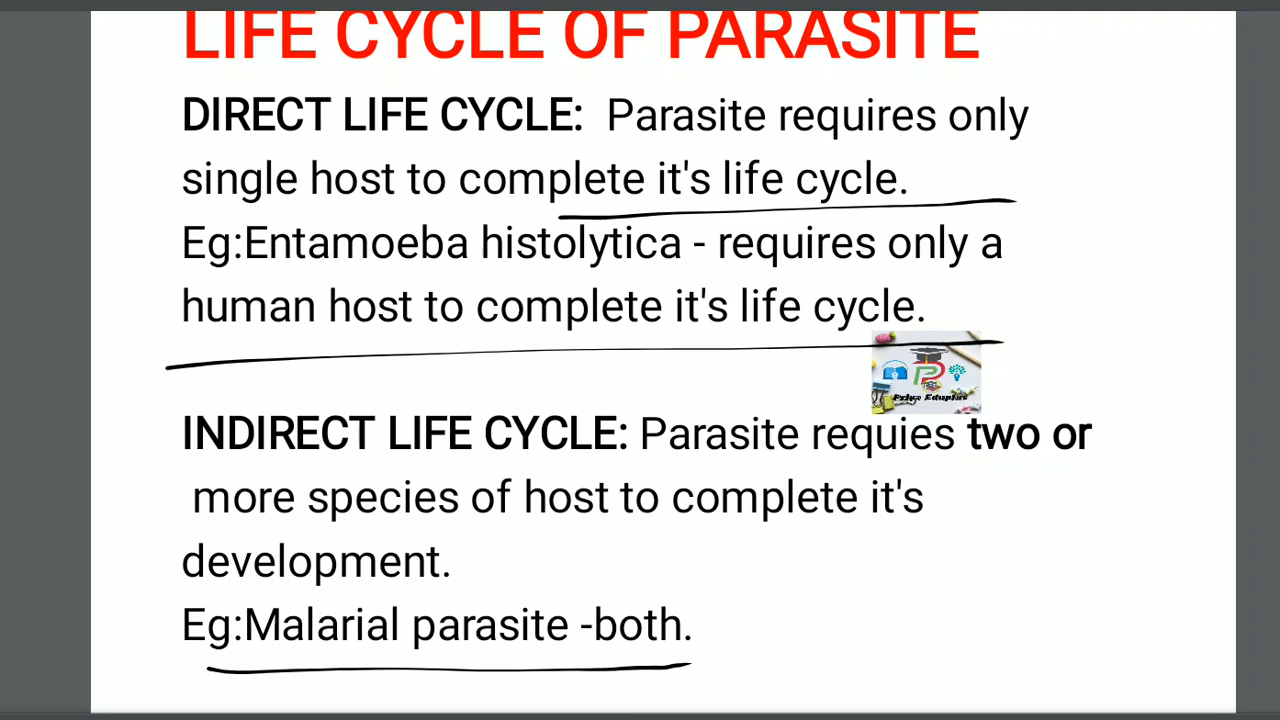 LIFE CYCLE OF PARASITE
DIRECT LIFE CYCLE: Parasite requires only
single host to complete it's life cycle.
Eg:Entamoeba histolytica - requires only a
human host to complete it's life cycle.
Priya Eduplus
INDIRECT LIFE CYCLE: Parasite requies two or
more species of host to complete it's
development.
Eg:Malarial parasite -both.